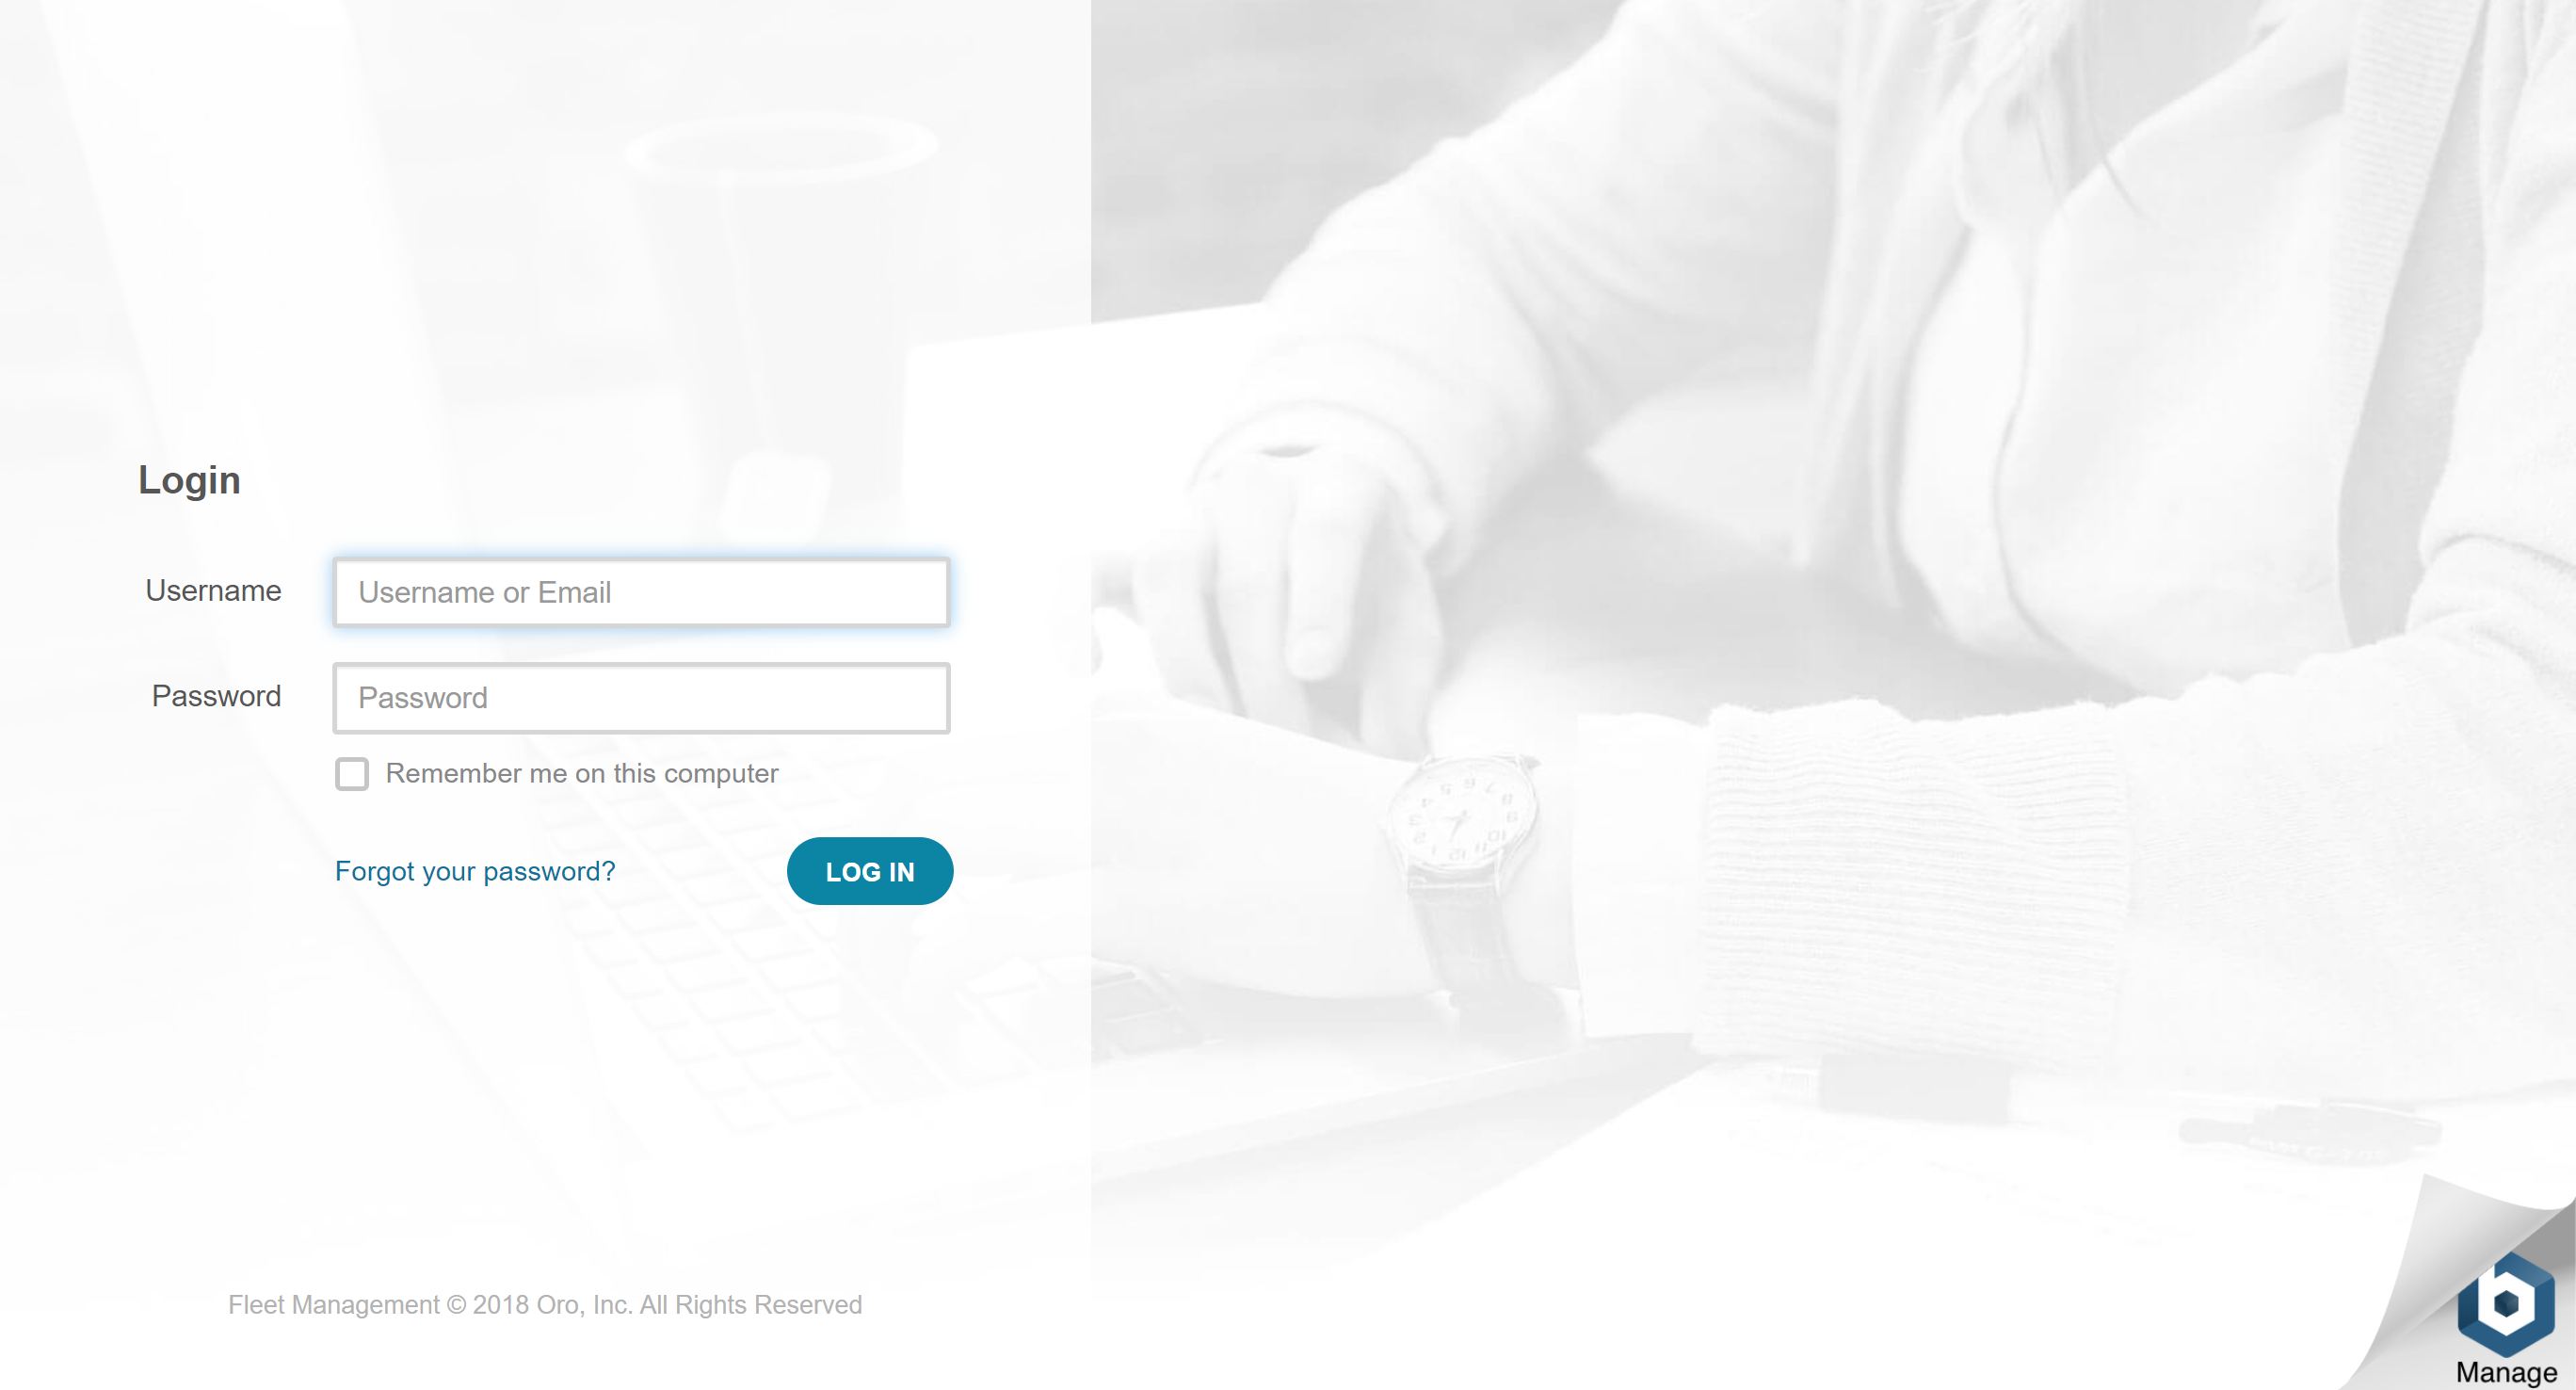 Login
Username
Username or Email
Password
Password
Remember me on this computer
Forgot your password?
LOG IN
Fleet Management © 2018 Oro, Inc. All Rights Reserved
Manage